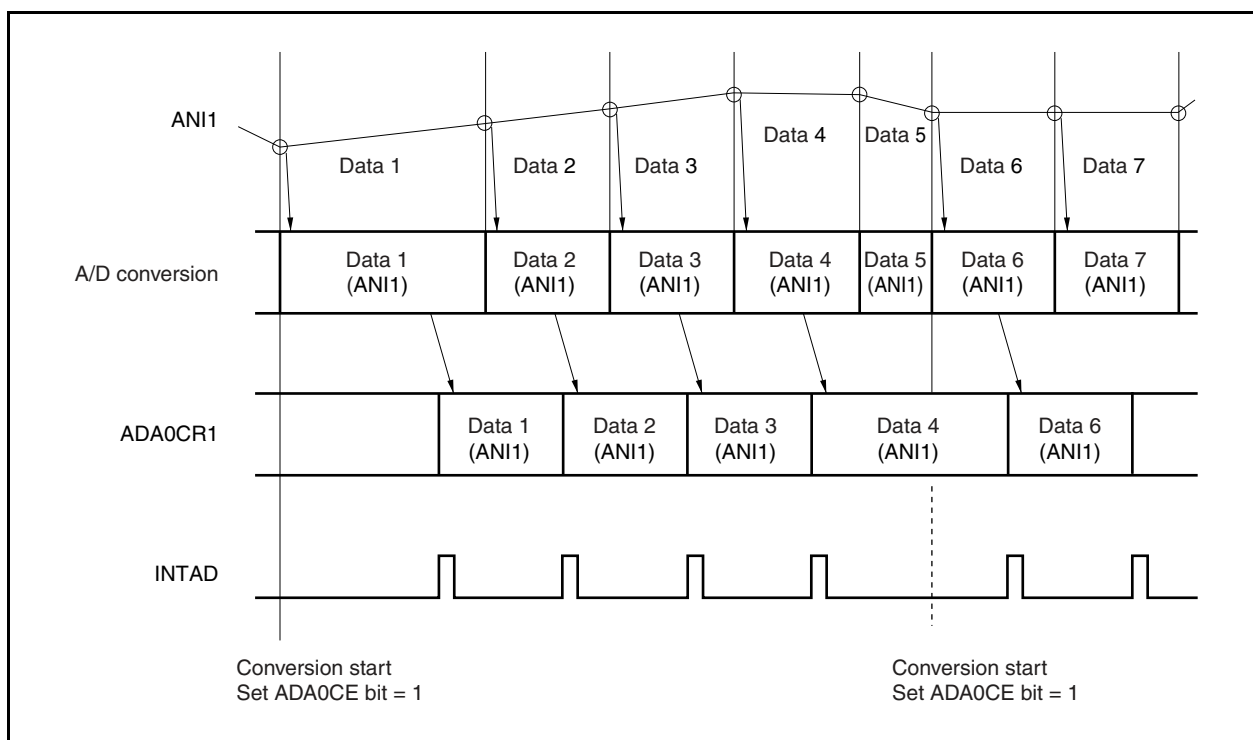 ANI1
Data 1
Data 2
Data 3
Data 4
Data 5
Data 6
Data 7
A/D conversion
Data 1
(ANI1)
Data 2
(ANI1)
Data 3
(ANI1)
Data 4
(ANI1)
Data 5
(ANI1)
Data 6
(ANI1)
Data 7
(ANI1)
ADA0CR1
Data 1
(ANI1)
Data 2
(ANI1)
Data 3
(ANI1)
Data 4
(ANI1)
Data 6
(ANI1)
INTAD
Conversion start
Set ADA0CE bit = 1
Conversion start
Set ADA0CE bit = 1